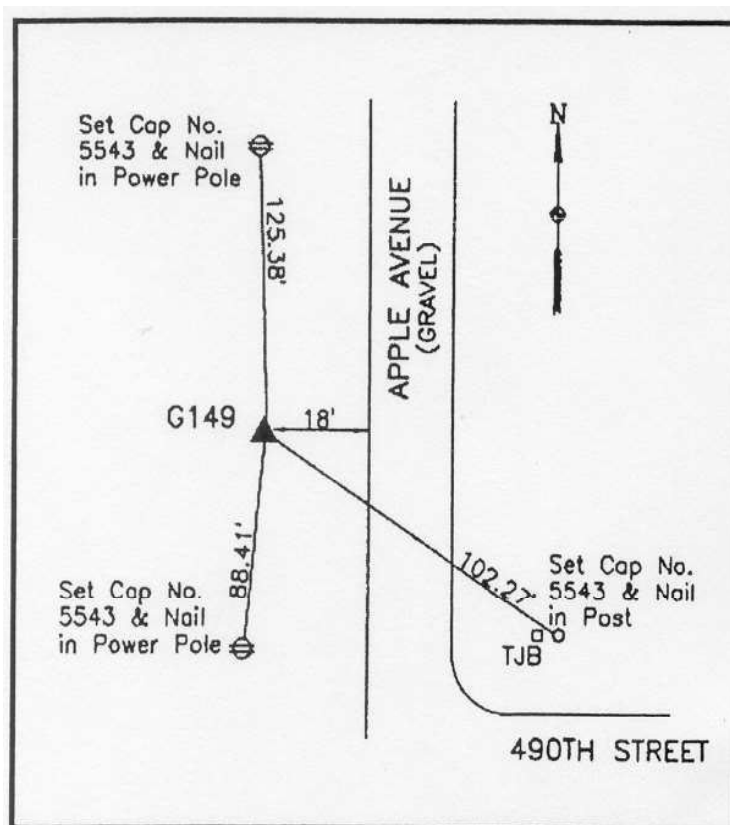 Set Cap No.
5543 & Nail
in Power Pole
N
125.38'
APPLE AVENUE
(GRAVEL)
G149
18'
88.41'
102.27'
Set Cap No.
5543 & Nail
in Power Pole
Set Cap No.
5543 & Nail
in Post
TJB
490TH STREET